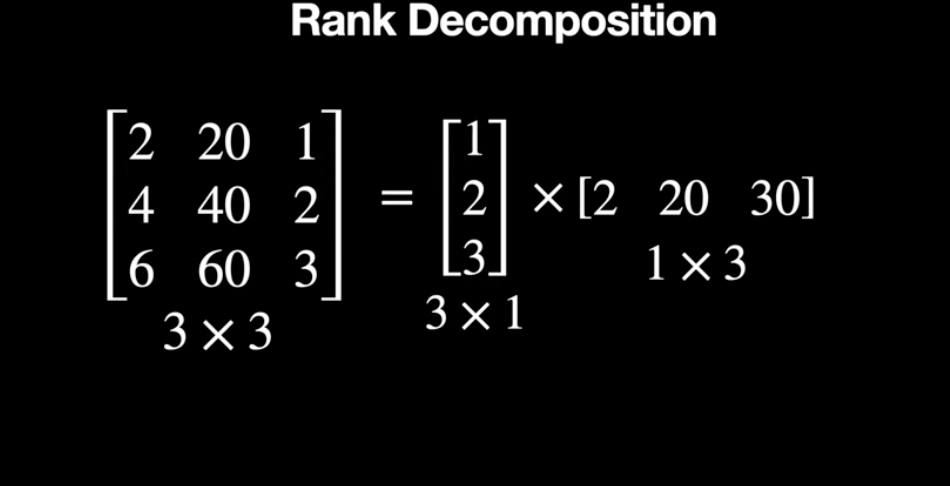 Rank Decomposition
2 20 1
4 40 2
6 60 3
3 × 3
=
1
2
3
3 × 1
× [2 20 30]
1 × 3